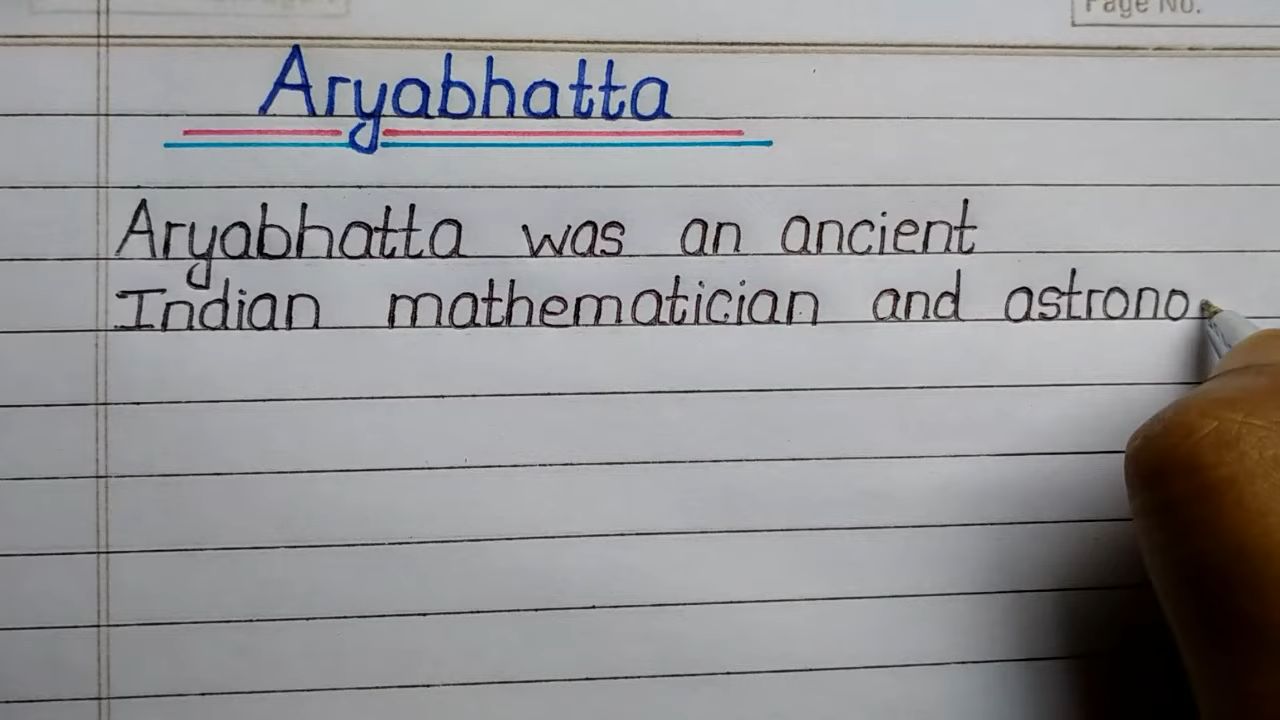 Page No.
Aryabhatta
Aryabhatta was an ancient
Indian mathematician and astrono